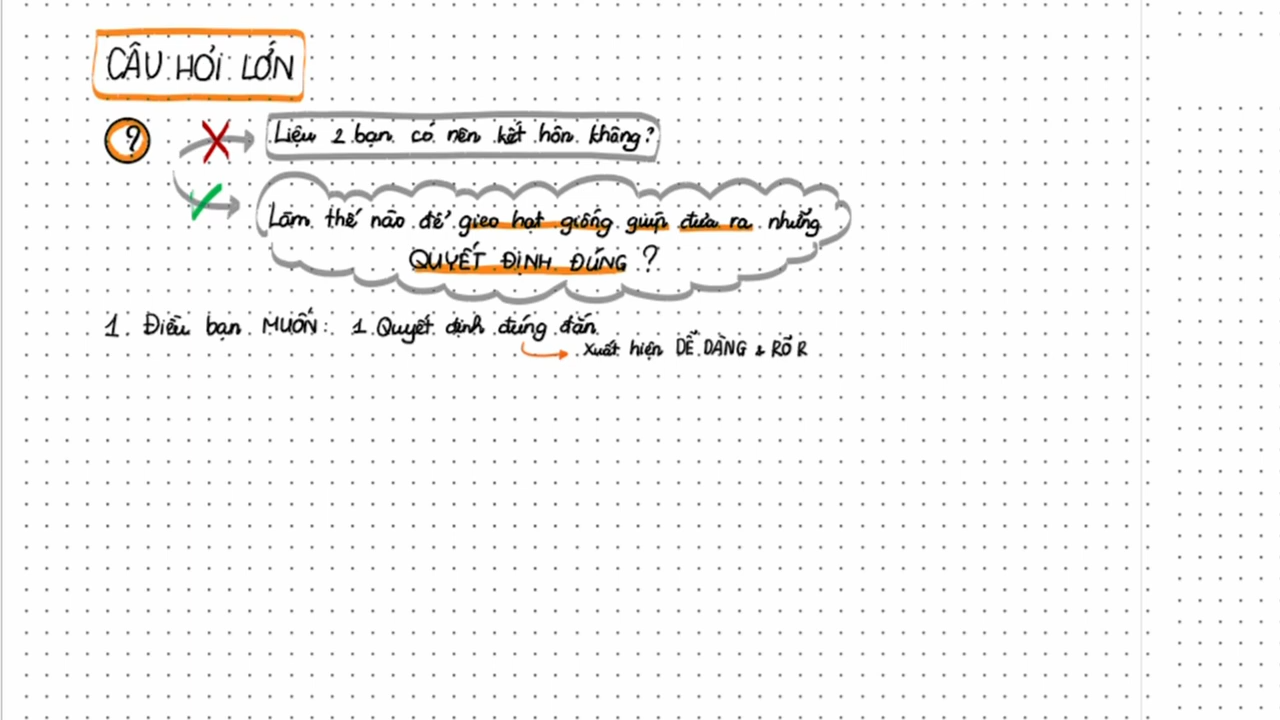 CÂU HỎI LỚN
?
Liệu 2 bạn có nên kết hôn không?
Làm thế nào để gieo hạt giống giúp đưa ra những
QUYẾT ĐỊNH ĐÚNG ?
1. Điều bạn MUỐN: 1 Quyết định đúng đắn
Xuất hiện DỄ DÀNG & RÕ R